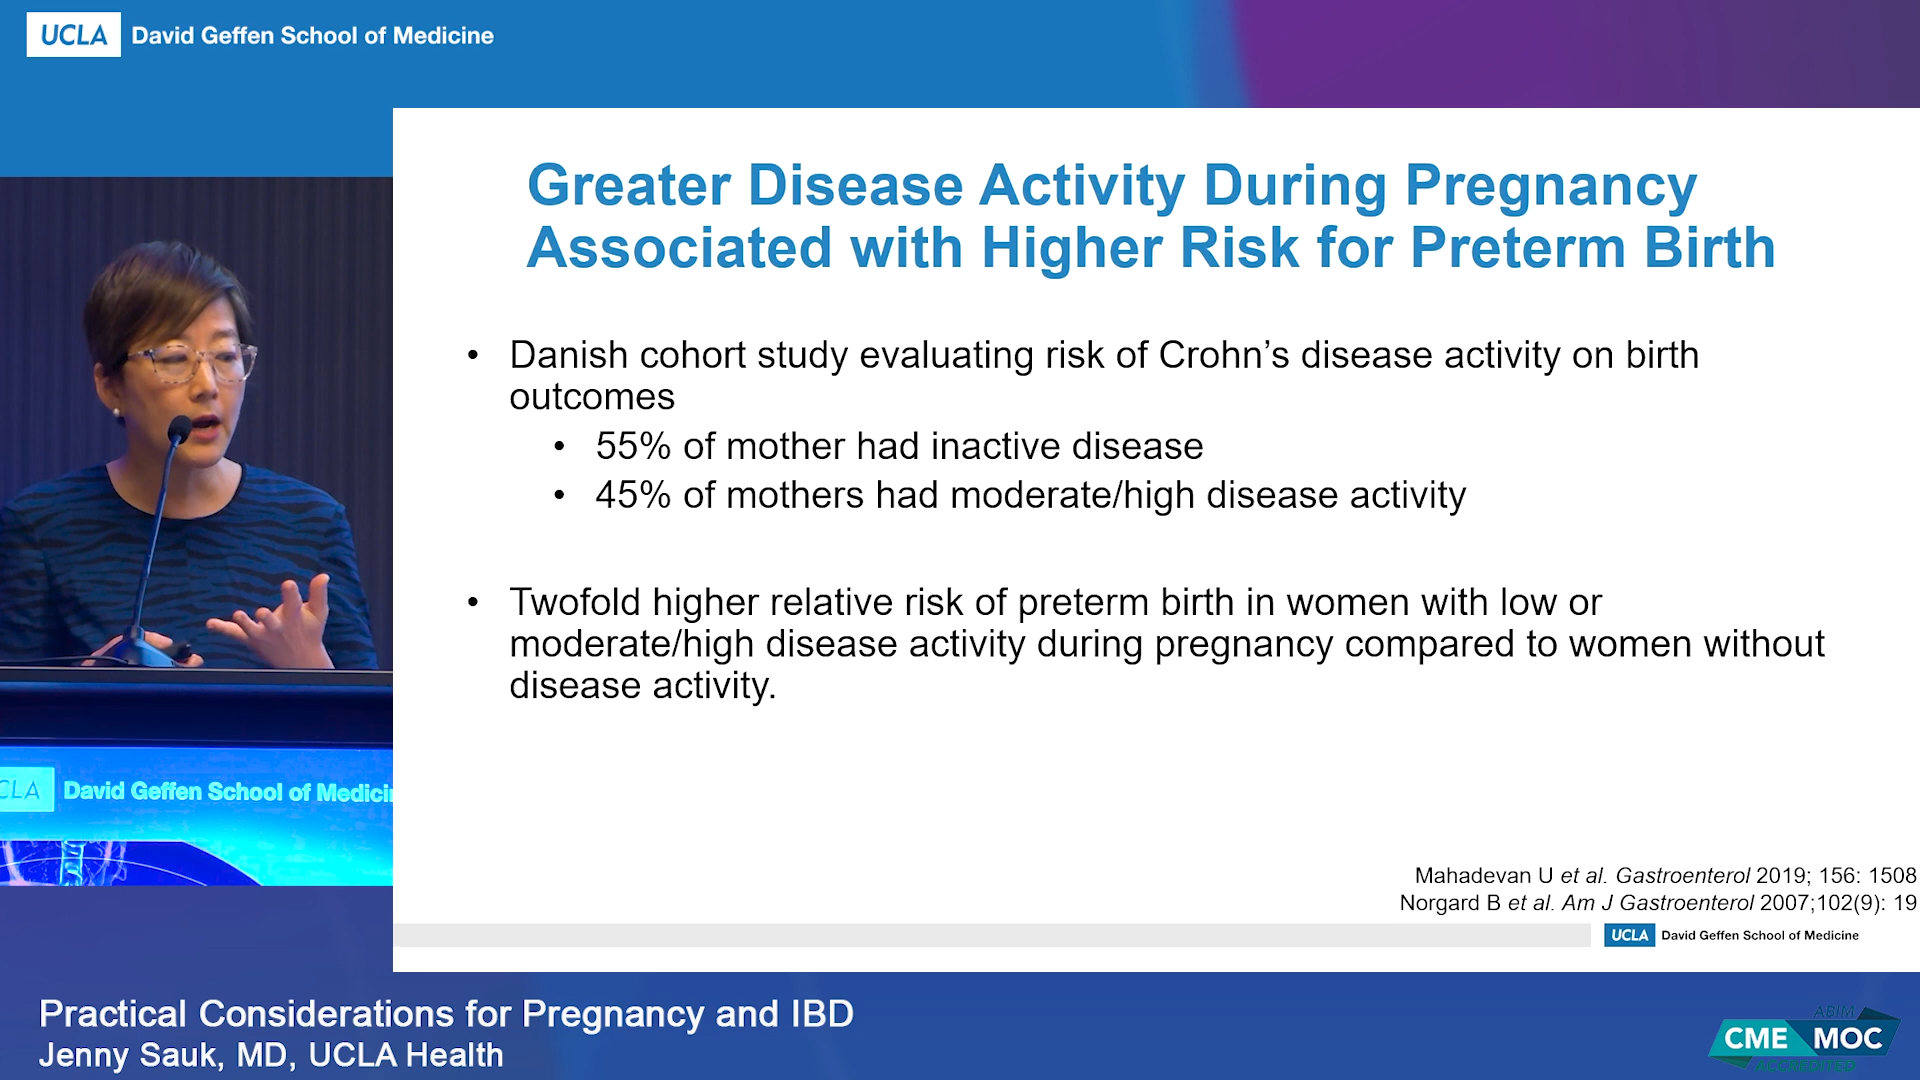 UCLA David Geffen School of Medicine
Greater Disease Activity During Pregnancy
Associated with Higher Risk for Preterm Birth
• Danish cohort study evaluating risk of Crohn’s disease activity on birth
outcomes
• 55% of mother had inactive disease
• 45% of mothers had moderate/high disease activity
• Twofold higher relative risk of preterm birth in women with low or
moderate/high disease activity during pregnancy compared to women without
disease activity.
CLA David Geffen School of Medicin
Mahadevan U et al. Gastroenterol 2019; 156: 1508
Norgard B et al. Am J Gastroenterol 2007;102(9): 19
UCLA David Geffen School of Medicine
Practical Considerations for Pregnancy and IBD
Jenny Sauk, MD, UCLA Health
ABIM
CME MOC
ACCREDITED